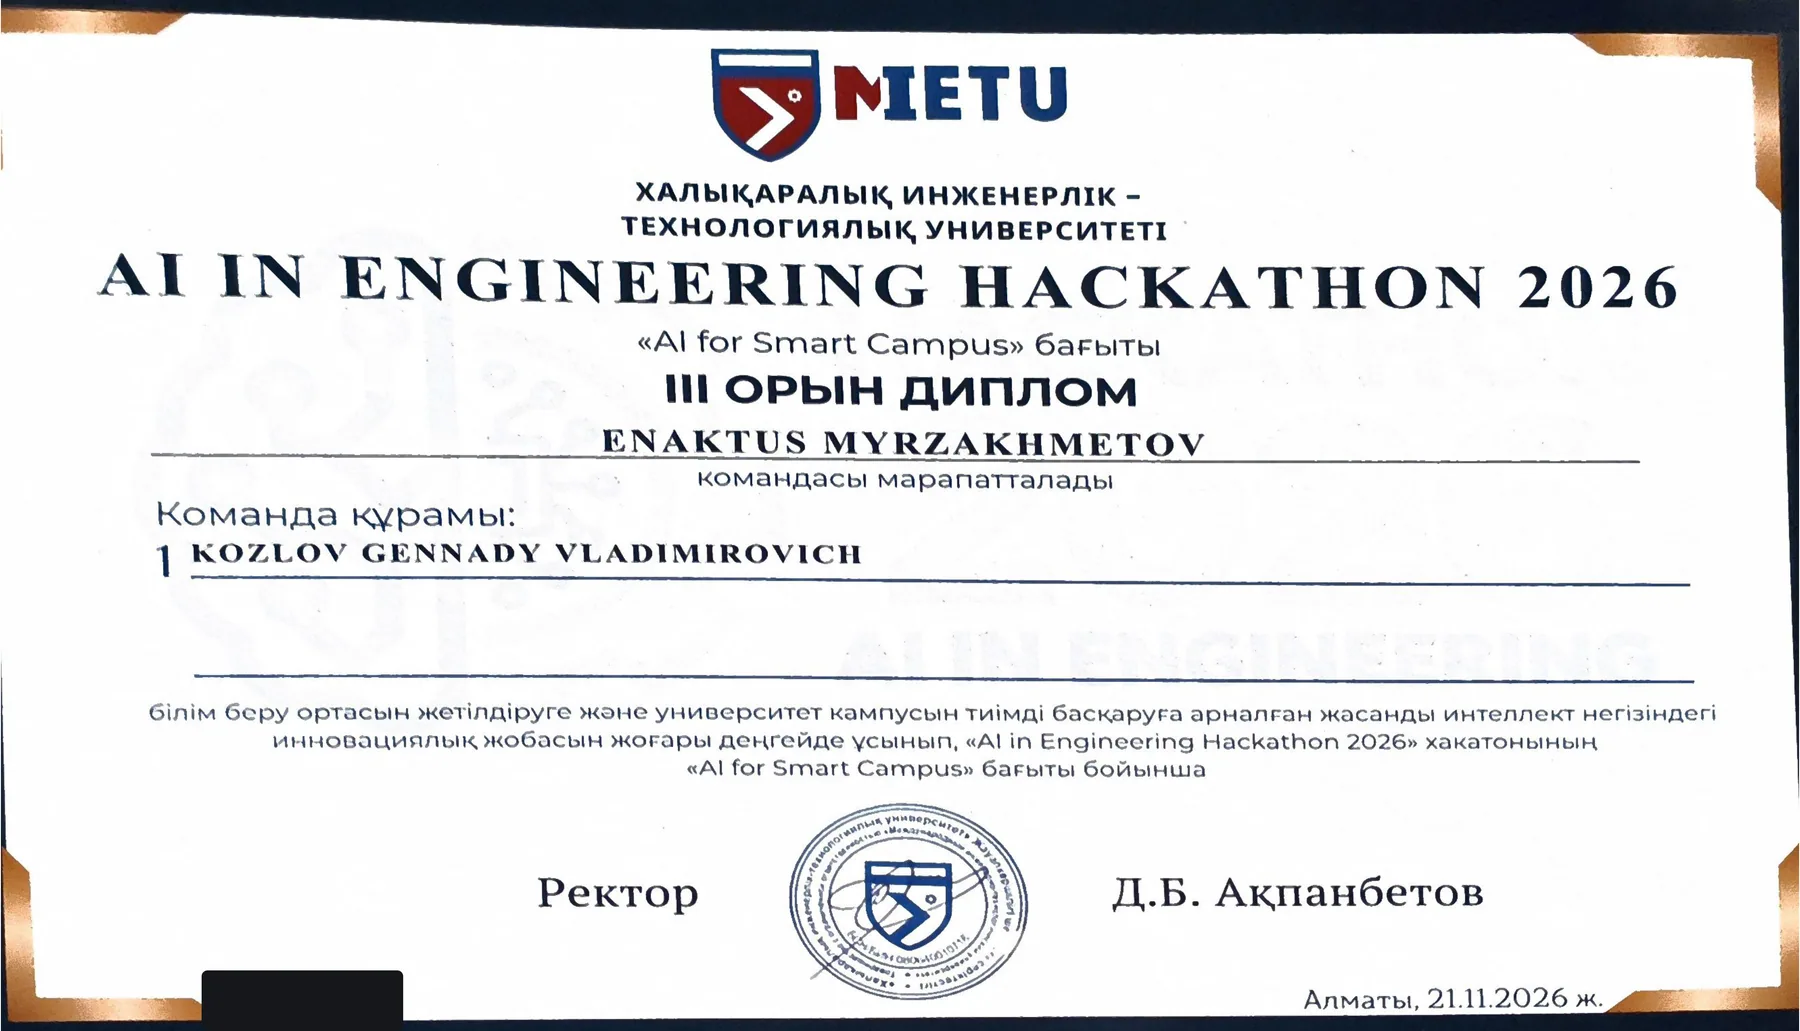 MIETU
ХАЛЫҚАРАЛЫҚ ИНЖЕНЕРЛІК –
ТЕХНОЛОГИЯЛЫҚ УНИВЕРСИТЕТІ
AI IN ENGINEERING HACKATHON 2026
«AI for Smart Campus» бағыты
III ОРЫН ДИПЛОМ
ENAKTUS MYRZAKHMETOV
командасы марапатталады
Команда құрамы:
1 KOZLOV GENNADY VLADIMIROVICH
білім беру ортасын жетілдіруге және университет кампусын тиімді басқаруға арналған жасанды интеллект негізіндегі
инновациялық жобасын жоғары деңгейде ұсынып, «AI in Engineering Hackathon 2026» хакатонының
«AI for Smart Campus» бағыты бойынша
Ректор
Д.Б. Ақпанбетов
Алматы, 21.11.2026 ж.